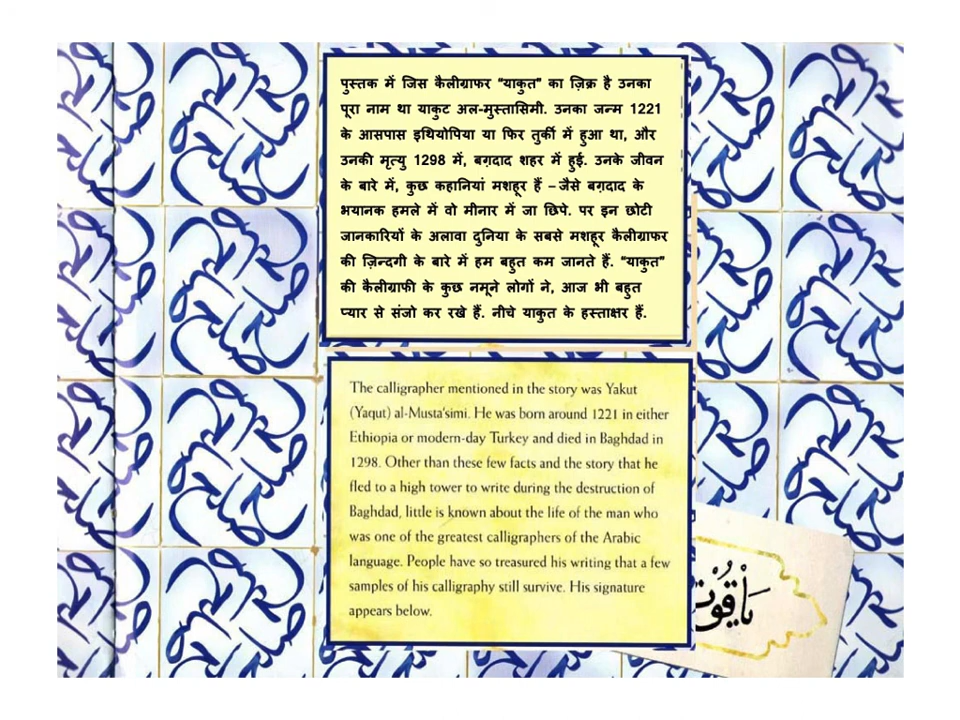 पुस्तक में जिस कैलीग्राफर "याकुत" का ज़िक्र है उनका
पूरा नाम था याकुट अल-मुस्तासिमी. उनका जन्म 1221
के आसपास इथियोपिया या फिर तुर्की में हुआ था, और
उनकी मृत्यु 1298 में, बग़दाद शहर में हुई. उनके जीवन
के बारे में, कुछ कहानियां मशहूर हैं – जैसे बग़दाद के
भयानक हमले में वो मीनार में जा छिपे. पर इन छोटी
जानकारियों के अलावा दुनिया के सबसे मशहूर कैलीग्राफर
की ज़िन्दगी के बारे में हम बहुत कम जानते हैं. "याकुत"
की कैलीग्राफी के कुछ नमूने लोगों ने, आज भी बहुत
प्यार से संजो कर रखे हैं. नीचे याकुत के हस्ताक्षर हैं.
The calligrapher mentioned in the story was Yakut
(Yaqut) al-Musta'simi. He was born around 1221 in either
Ethiopia or modern-day Turkey and died in Baghdad in
1298. Other than these few facts and the story that he
fled to a high tower to write during the destruction of
Baghdad, little is known about the life of the man who
was one of the greatest calligraphers of the Arabic
language. People have so treasured his writing that a few
samples of his calligraphy still survive. His signature
appears below.